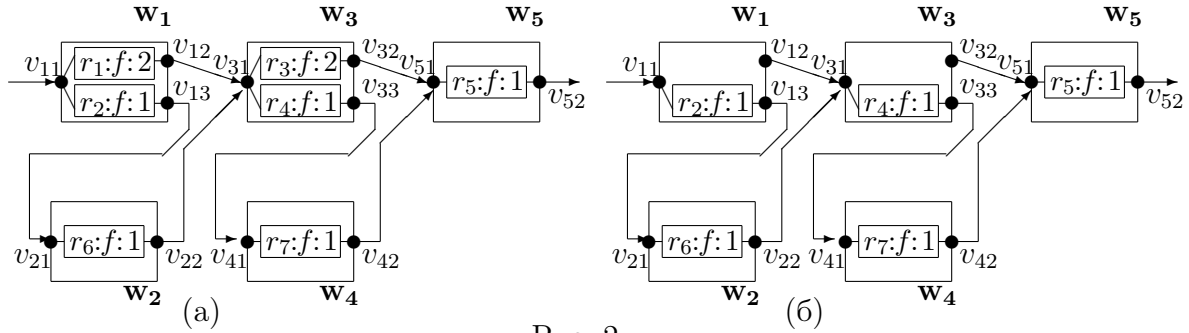 w₁ w₃ w₅ w₁ w₃ w₅
v₁₁ r₁:f:2 v₁₂ v₃₁ r₃:f:2 v₃₂ v₅₁ v₁₁ v₁₂ v₃₁ v₃₂ v₵₁
r₂:f:1 v₁₃ r₄:f:1 v₃₃ r₅:f:1 v₅₂ r₂:f:1 v₁₃ r₄:f:1 v₃₃ r₅:f:1 v₅₂
v₂₁ r₆:f:1 v₂₂ v₄₁ r₇:f:1 v₄₂ v₂₁ r₆:f:1 v₂₂ v₄₁ r₇:f:1 v₄₂
w₂ w₄ w₂ w₄
(а) (б)